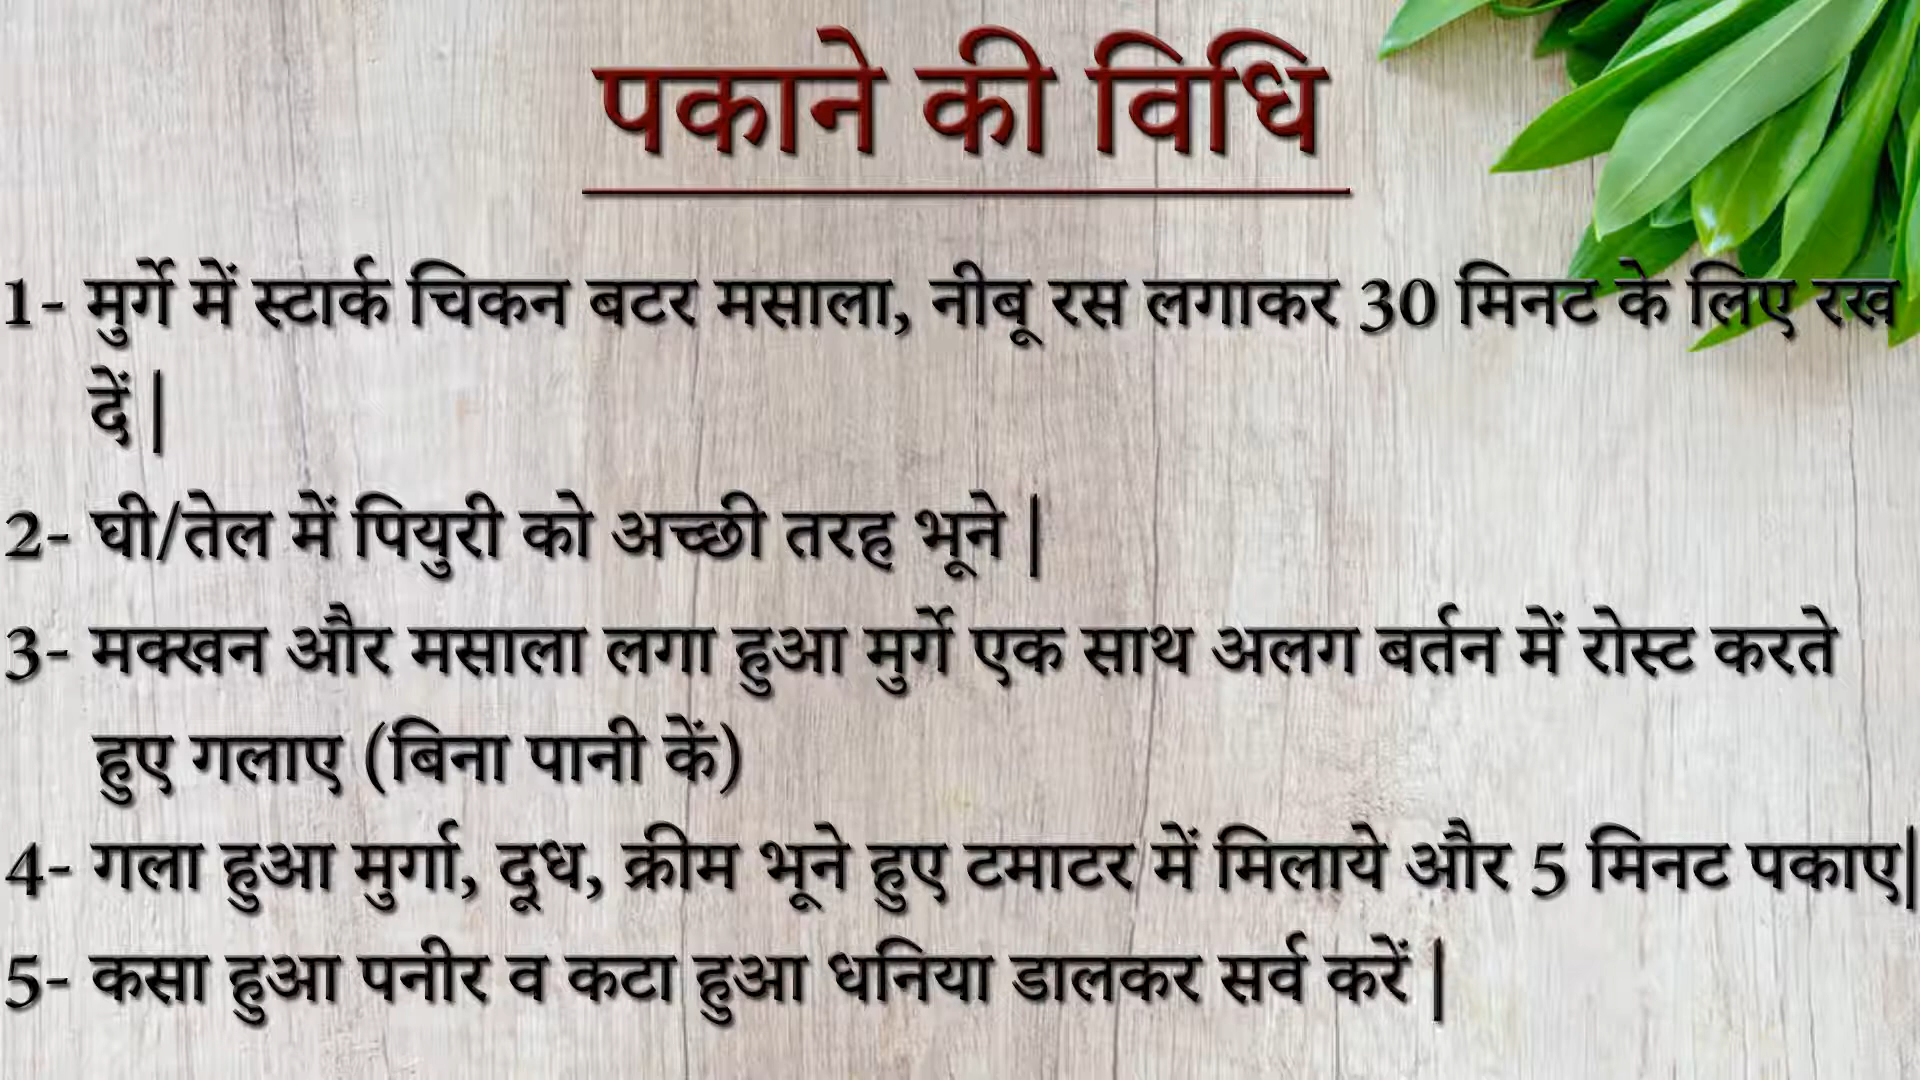 पकाने की विधि
1- मुर्गे में स्टार्क चिकन बटर मसाला, नीबू रस लगाकर 30 मिनट के लिए रख
दें |
2- घी/तेल में पियुरी को अच्छी तरह भूने |
3- मक्खन और मसाला लगा हुआ मुर्गे एक साथ अलग बर्तन में रोस्ट करते
हुए गलाए (बिना पानी कें)
4- गला हुआ मुर्गा, दूध, क्रीम भूने हुए टमाटर में मिलाये और 5 मिनट पकाए|
5- कसा हुआ पनीर व कटा हुआ धनिया डालकर सर्व करें |